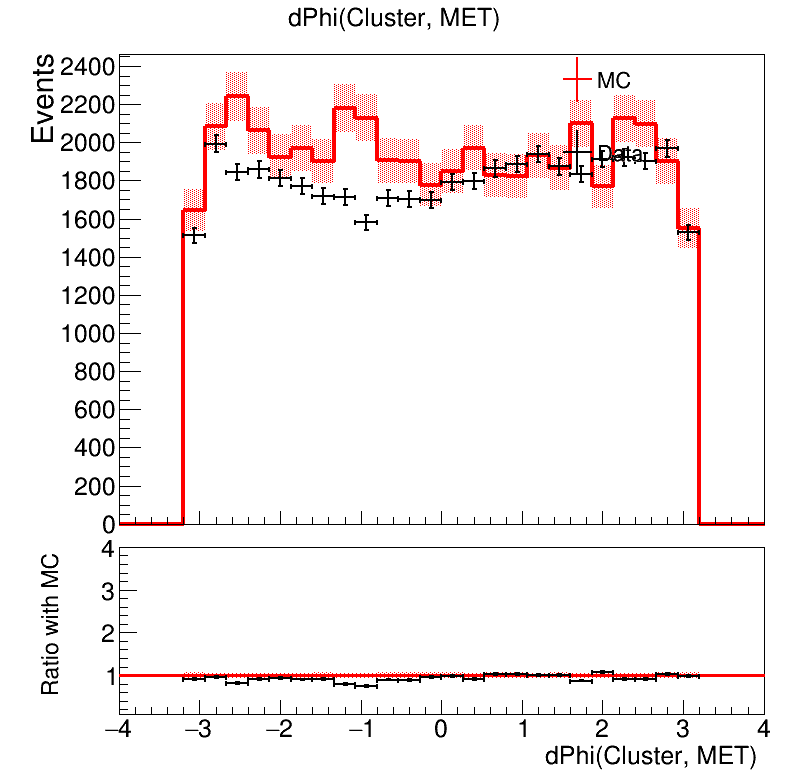 dPhi(Cluster, MET)
Events
2400
2200
2000
1800
1600
1400
1200
1000
800
600
400
200
0
MC
Data
Ratio with MC
4
3
2
1
−4 −3 −2 −1 0 1 2 3 4
dPhi(Cluster, MET)